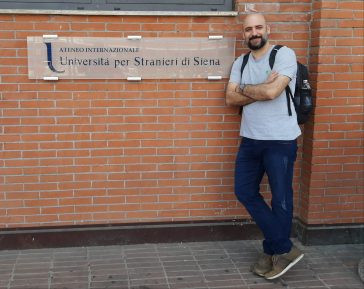 ATENEO INTERNAZIONALE
Università per Stranieri di Siena